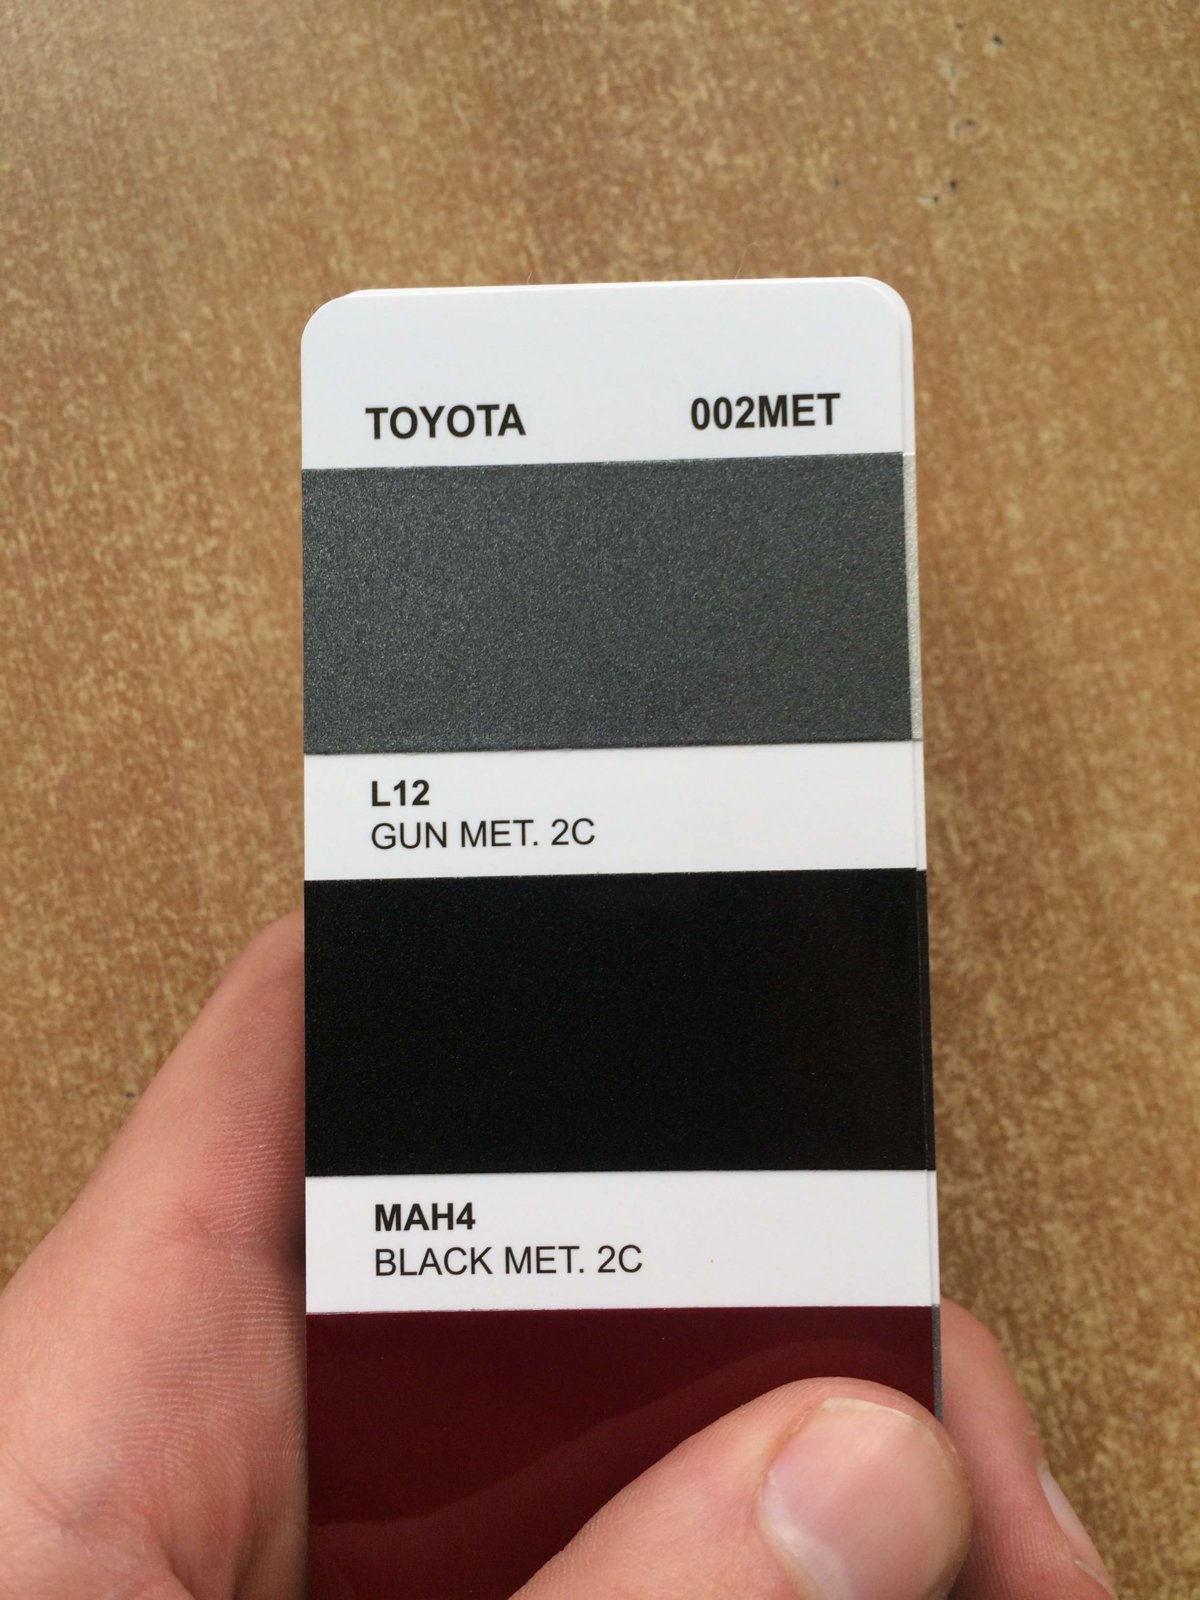 TOYOTA 002MET
L12
GUN MET. 2C
MAH4
BLACK MET. 2C